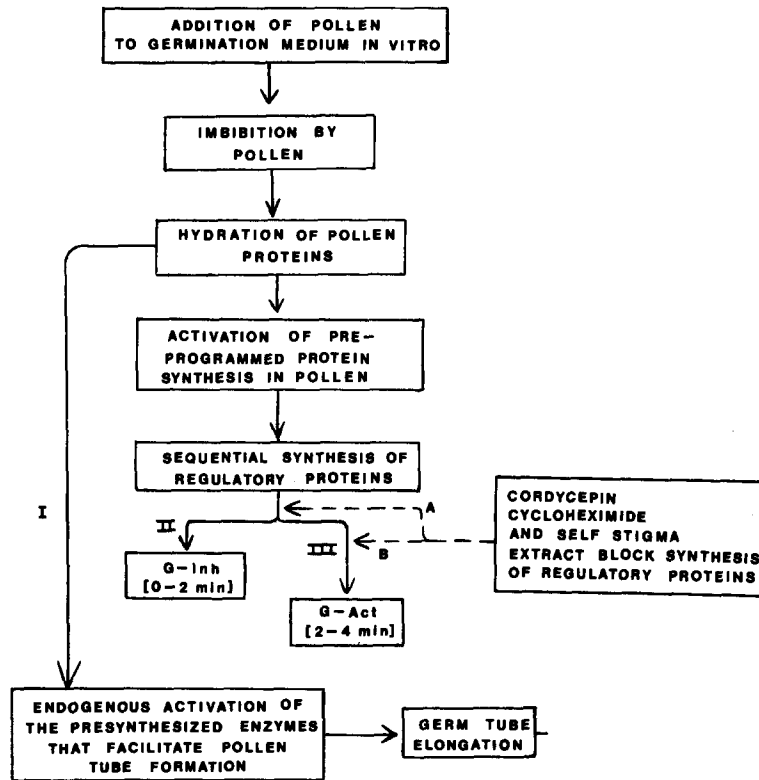 ADDITION OF POLLEN
TO GERMINATION MEDIUM IN VITRO
IMBIBITION BY
POLLEN
HYDRATION OF POLLEN
PROTEINS
ACTIVATION OF PRE-
PROGRAMMED PROTEIN
SYNTHESIS IN POLLEN
SEQUENTIAL SYNTHESIS OF
REGULATORY PROTEINS
I
II
III
A
B
G-Inh
[0-2 min]
G-Act
[2-4 min]
CORDYCEPIN
CYCLOHEXIMIDE
AND SELF STIGMA
EXTRACT BLOCK SYNTHESIS
OF REGULATORY PROTEINS
ENDOGENOUS ACTIVATION OF
THE PRESYNTHESIZED ENZYMES
THAT FACILITATE POLLEN
TUBE FORMATION
GERM TUBE
ELONGATION